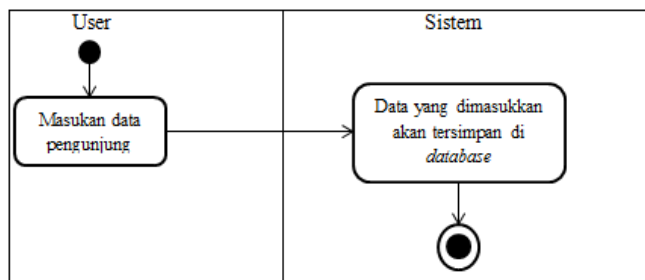 User
Sistem
Masukan data
pengunjung
Data yang dimasukkan
akan tersimpan di
database